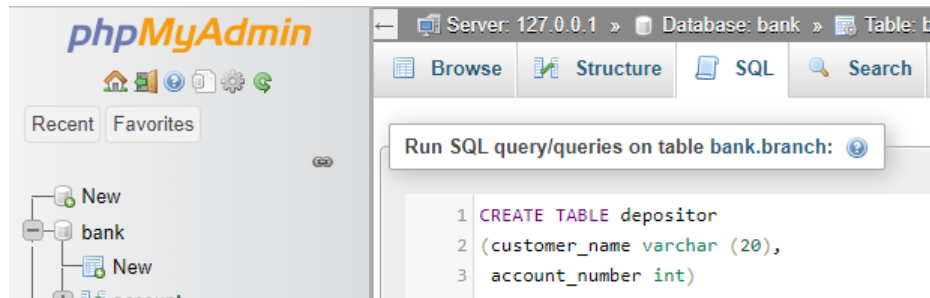 phpMyAdmin
Server: 127.0.0.1 » Database: bank » Table:
Browse Structure SQL Search
Recent Favorites
Run SQL query/queries on table bank.branch:
New
bank
New
1 CREATE TABLE depositor
2 (customer_name varchar (20),
3 account_number int)